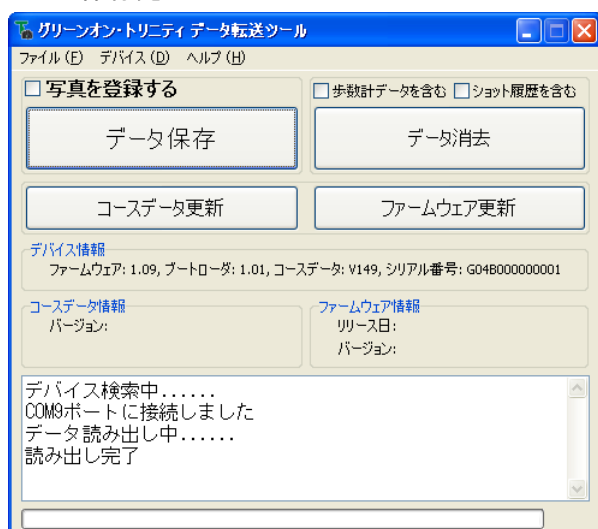 グリーンオン・トリニティ データ転送ツール
ファイル (F) デバイス (D) ヘルプ (H)
写真を登録する
歩数計データを含む ショット履歴を含む
データ保存
データ消去
コースデータ更新
ファームウェア更新
デバイス情報
ファームウェア: 1.09, ブートローダ: 1.01, コースデータ: V149, シリアル番号: G04B000000001
コースデータ情報
バージョン:
ファームウェア情報
リリース日:
バージョン:
デバイス検索中......
COM9ポートに接続しました
データ読み出し中......
読み出し完了